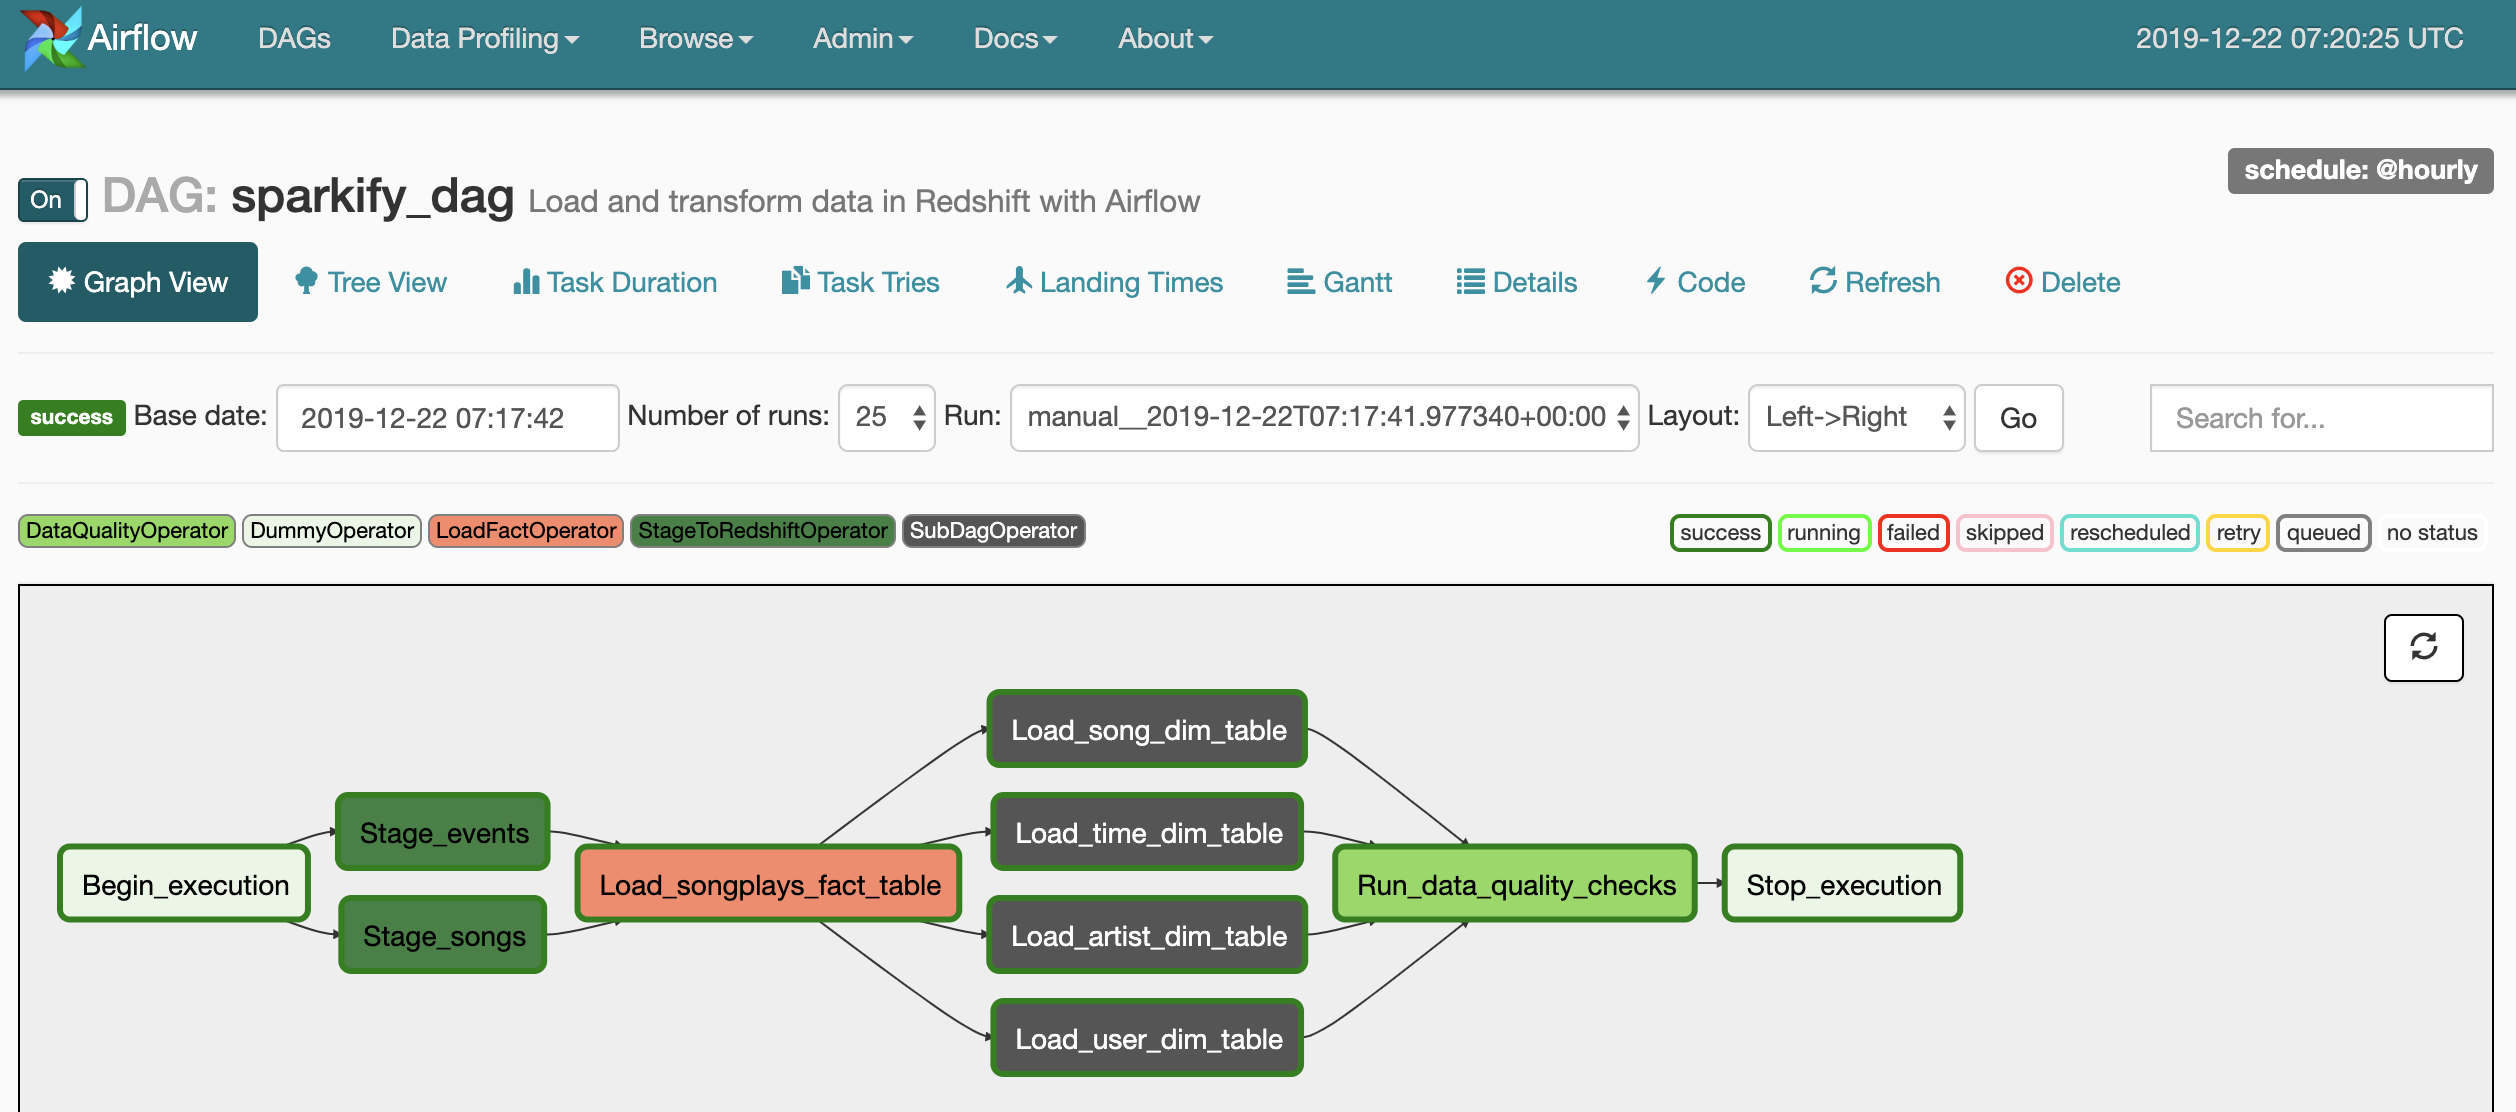 Airflow DAGs Data Profiling Browse Admin Docs About 2019-12-22 07:20:25 UTC
schedule: @hourly
On DAG: sparkify_dag Load and transform data in Redshift with Airflow
Graph View Tree View Task Duration Task Tries Landing Times Gantt Details Code Refresh Delete
success Base date: 2019-12-22 07:17:42 Number of runs: 25 Run: manual__2019-12-22T07:17:41.977340+00:00 Layout: Left->Right Go Search for...
DataQualityOperator DummyOperator LoadFactOperator StageToRedshiftOperator SubDagOperator success running failed skipped rescheduled retry queued no status
Load_song_dim_table
Stage_events Load_time_dim_table
Begin_execution Load_songplays_fact_table Run_data_quality_checks Stop_execution
Stage_songs Load_artist_dim_table
Load_user_dim_table